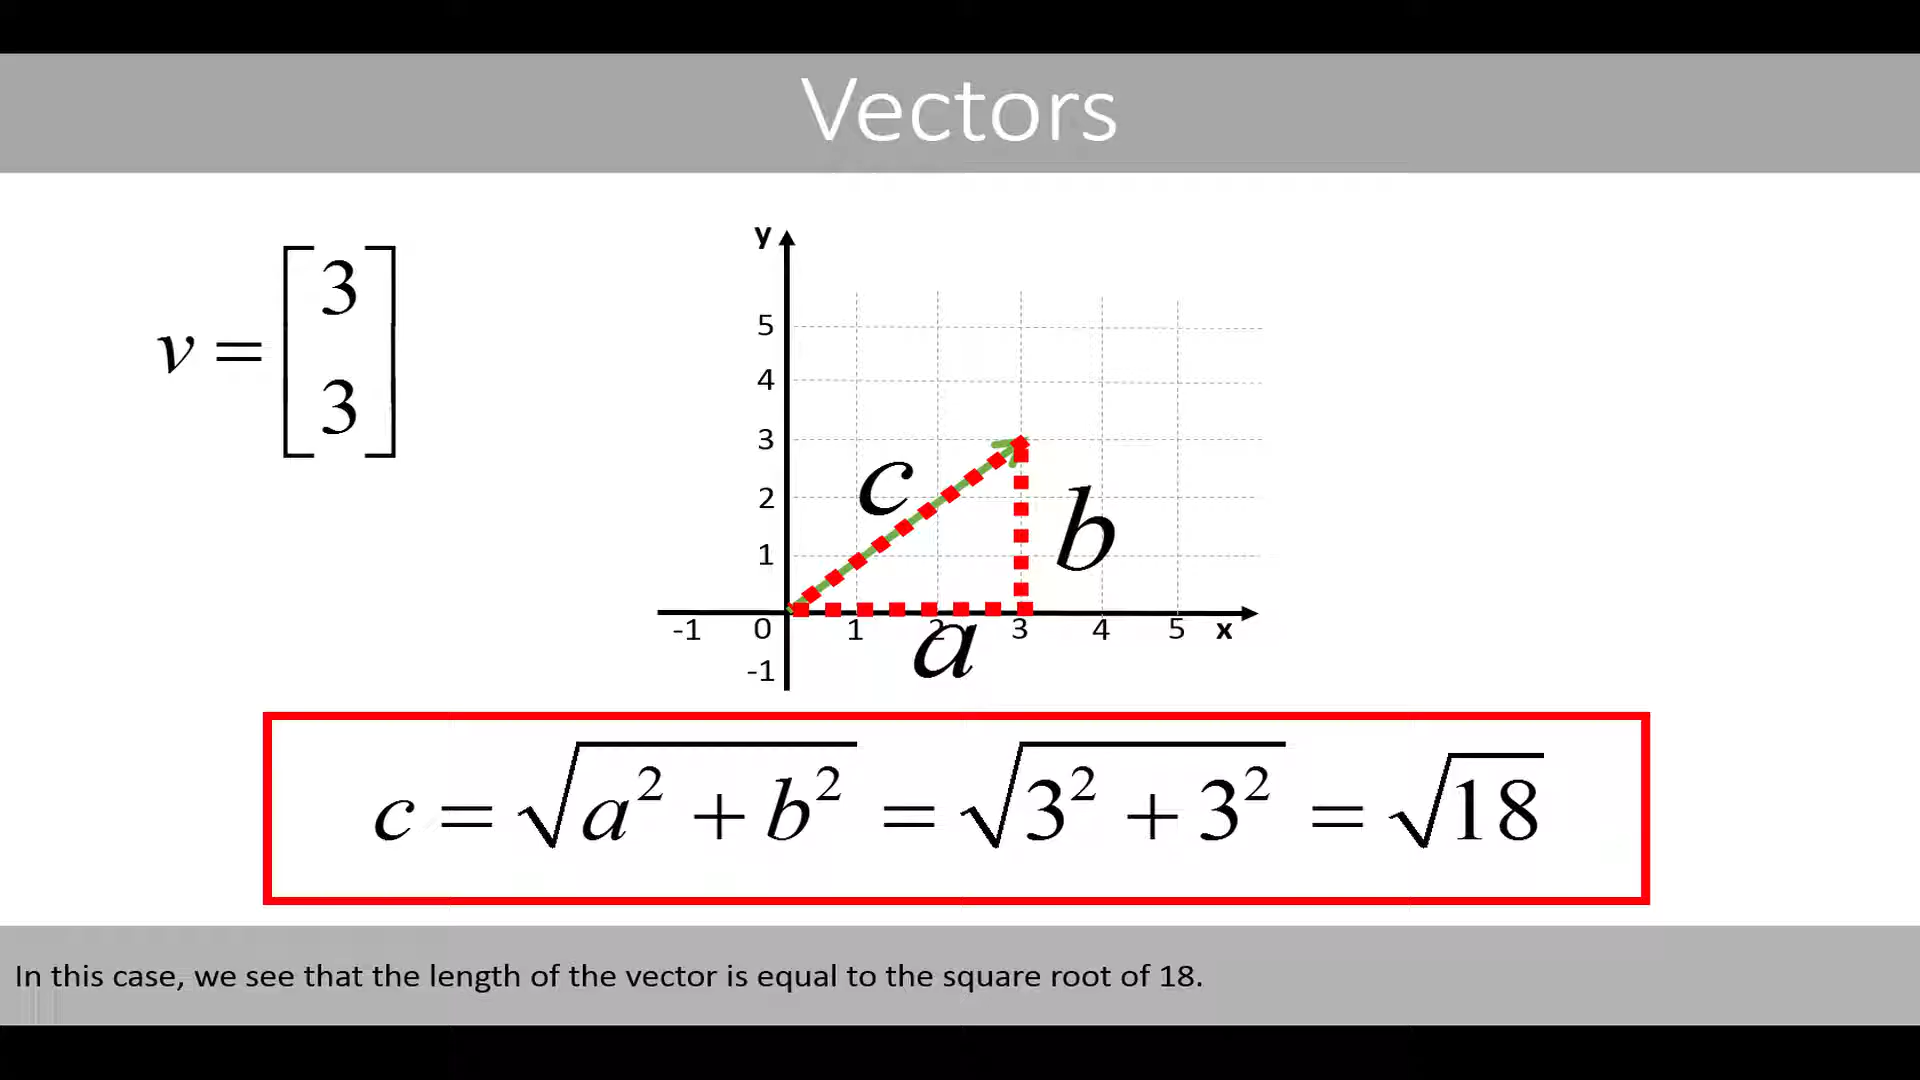 Vectors
v = [3
3]
y
5
4
3
2
1
c
b
-1 0 1 2 3 4 5 x
a
-1
c = √(a² + b²) = √(3² + 3²) = √18
In this case, we see that the length of the vector is equal to the square root of 18.